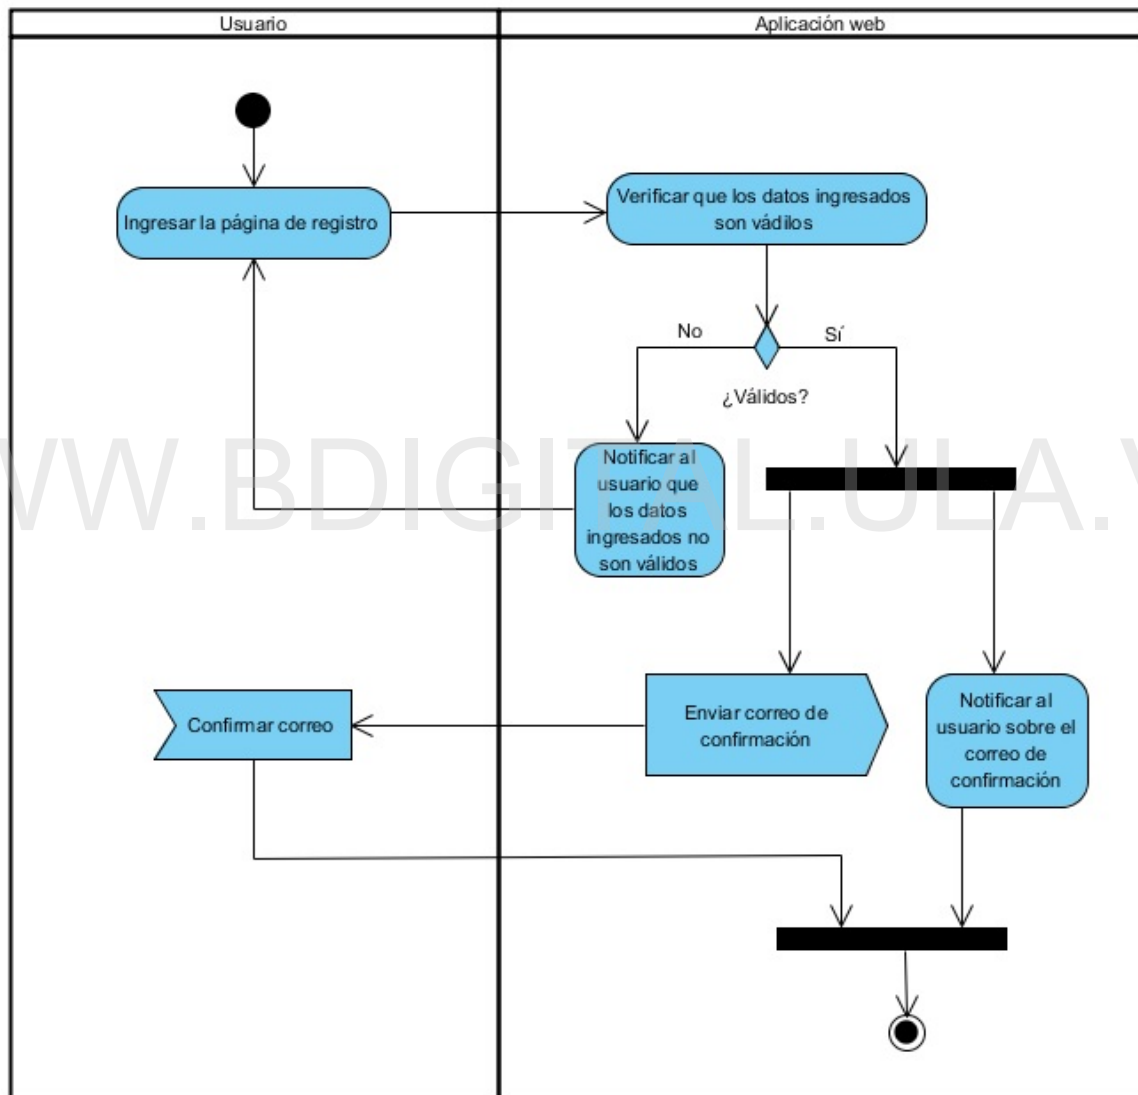 Usuario
Aplicación web
Ingresar la página de registro
Verificar que los datos ingresados
son vádilos
No
Sí
¿Válidos?
Notificar al
usuario que
los datos
ingresados no
son válidos
WW.BDIGITAL.ULA.V
Confirmar correo
Enviar correo de
confirmación
Notificar al
usuario sobre el
correo de
confirmación